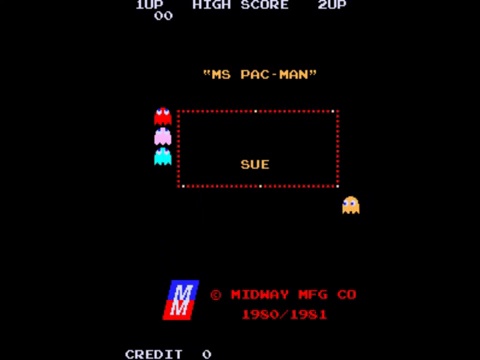 1UP HIGH SCORE 2UP
00
"MS PAC-MAN"
SUE
MM
© MIDWAY MFG CO
1980/1981
CREDIT 0